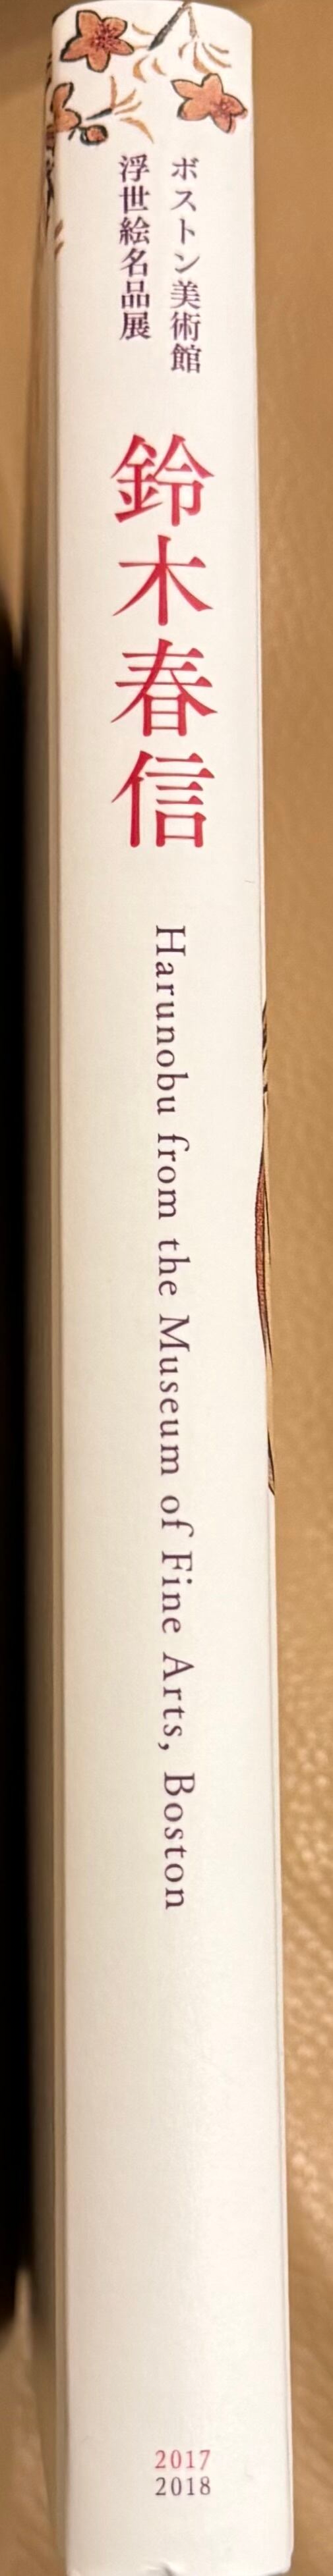 ボストン美術館
浮世絵名品展
鈴木春信
Harunobu from the Museum of Fine Arts, Boston
2017
2018